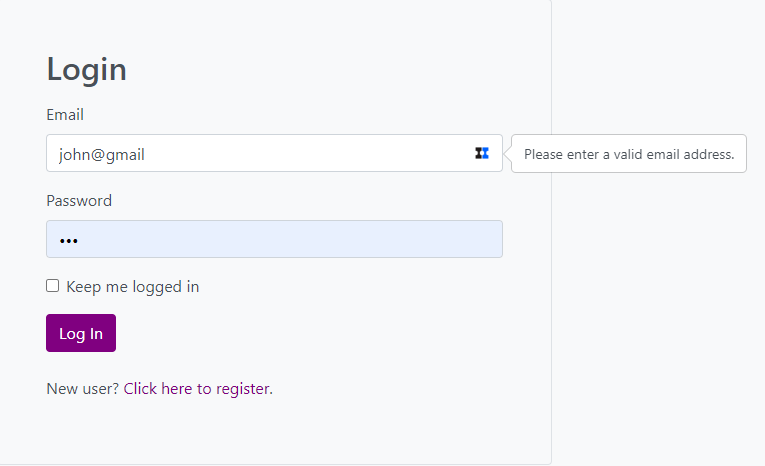 Login
Email
john@gmail
Please enter a valid email address.
Password
•••
Keep me logged in
Log In
New user? Click here to register.